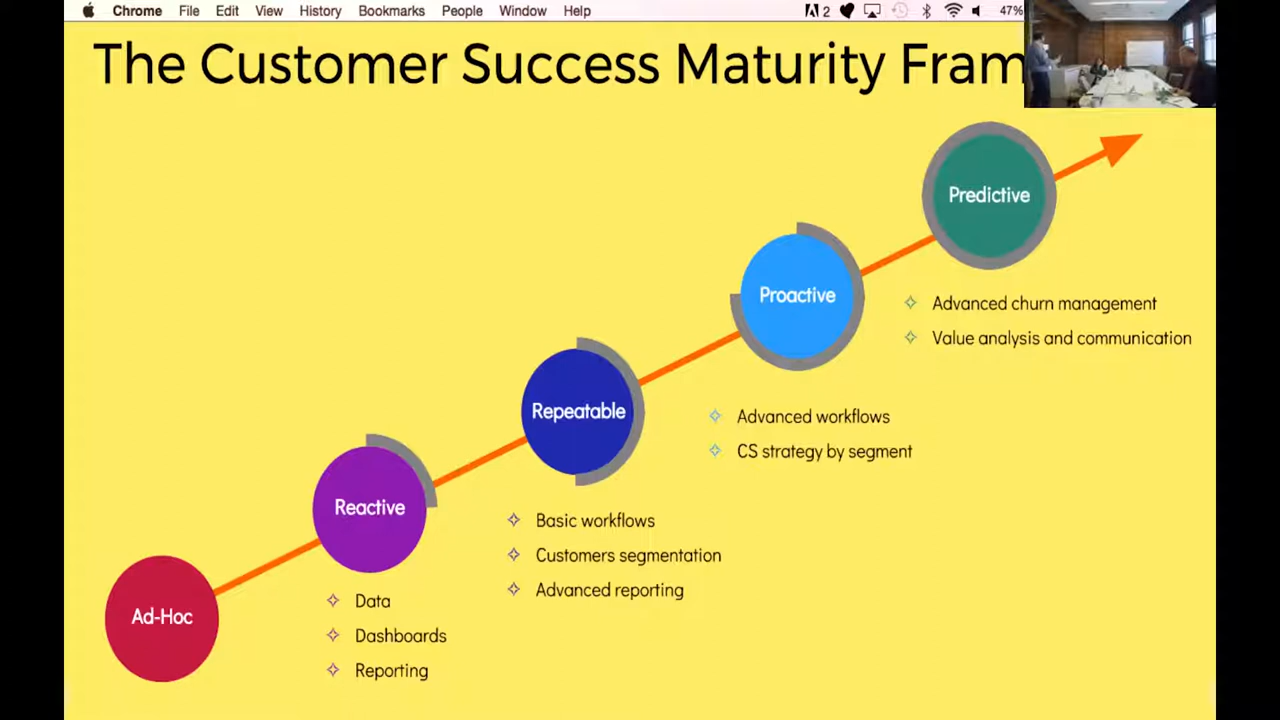 Chrome File Edit View History Bookmarks People Window Help 2 47%
The Customer Success Maturity Fram
Predictive
Advanced churn management
Value analysis and communication
Proactive
Advanced workflows
CS strategy by segment
Repeatable
Basic workflows
Customers segmentation
Advanced reporting
Reactive
Data
Dashboards
Reporting
Ad-Hoc